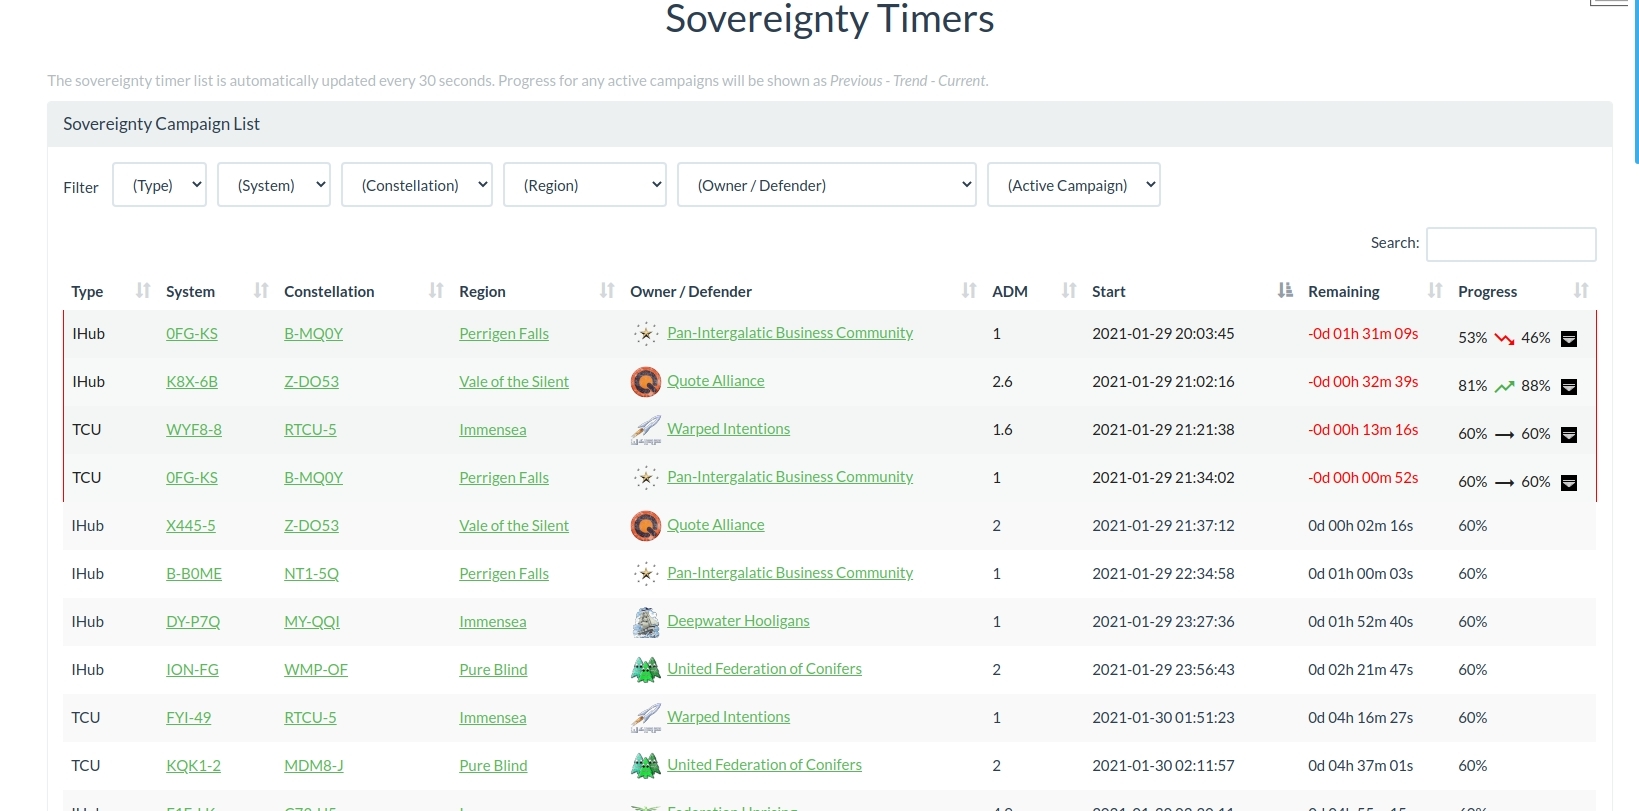 Sovereignty Timers
The sovereignty timer list is automatically updated every 30 seconds. Progress for any active campaigns will be shown as Previous - Trend - Current.
Sovereignty Campaign List
Filter (Type) (System) (Constellation) (Region) (Owner / Defender) (Active Campaign)
Search:
Type System Constellation Region Owner / Defender ADM Start Remaining Progress
IHub 0FG-KS B-MQ0Y Perrigen Falls Pan-Intergalatic Business Community 1 2021-01-29 20:03:45 -0d 01h 31m 09s 53% 46%
IHub K8X-6B Z-DO53 Vale of the Silent Quote Alliance 2.6 2021-01-29 21:02:16 -0d 00h 32m 39s 81% 88%
TCU WYF8-8 RTCU-5 Immensea Warped Intentions 1.6 2021-01-29 21:21:38 -0d 00h 13m 16s 60% 60%
TCU 0FG-KS B-MQ0Y Perrigen Falls Pan-Intergalatic Business Community 1 2021-01-29 21:34:02 -0d 00h 00m 52s 60% 60%
IHub X445-5 Z-DO53 Vale of the Silent Quote Alliance 2 2021-01-29 21:37:12 0d 00h 02m 16s 60%
IHub B-B0ME NT1-5Q Perrigen Falls Pan-Intergalatic Business Community 1 2021-01-29 22:34:58 0d 01h 00m 03s 60%
IHub DY-P7Q MY-QQI Immensea Deepwater Hooligans 1 2021-01-29 23:27:36 0d 01h 52m 40s 60%
IHub ION-FG WMP-OF Pure Blind United Federation of Conifers 2 2021-01-29 23:56:43 0d 02h 21m 47s 60%
TCU FYI-49 RTCU-5 Immensea Warped Intentions 1 2021-01-30 01:51:23 0d 04h 16m 27s 60%
TCU KQK1-2 MDM8-J Pure Blind United Federation of Conifers 2 2021-01-30 02:11:57 0d 04h 37m 01s 60%